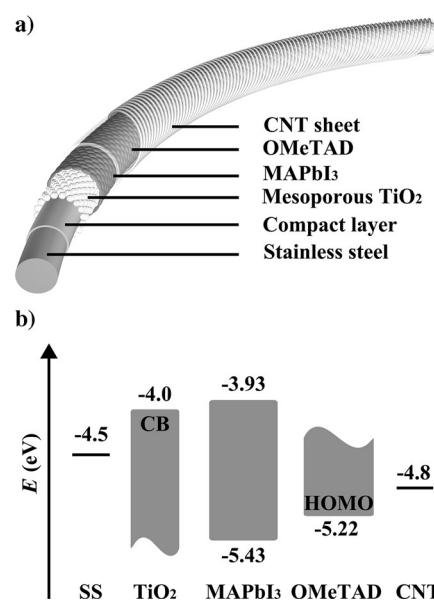 a)
CNT sheet
OMeTAD
MAPbI₃
Mesoporous TiO₂
Compact layer
Stainless steel
b)
E (eV)
-4.0 -3.93
CB
-4.5
-4.8
HOMO
-5.22
-5.43
SS TiO₂ MAPbI₃ OMeTAD CNT